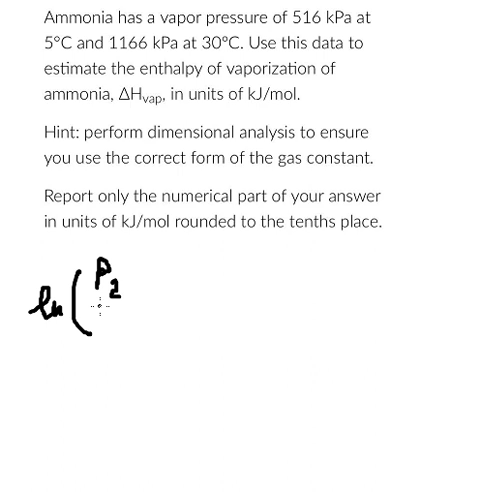 Ammonia has a vapor pressure of 516 kPa at
5°C and 1166 kPa at 30°C. Use this data to
estimate the enthalpy of vaporization of
ammonia, ΔHvap, in units of kJ/mol.
Hint: perform dimensional analysis to ensure
you use the correct form of the gas constant.
Report only the numerical part of your answer
in units of kJ/mol rounded to the tenths place.
ln(P2